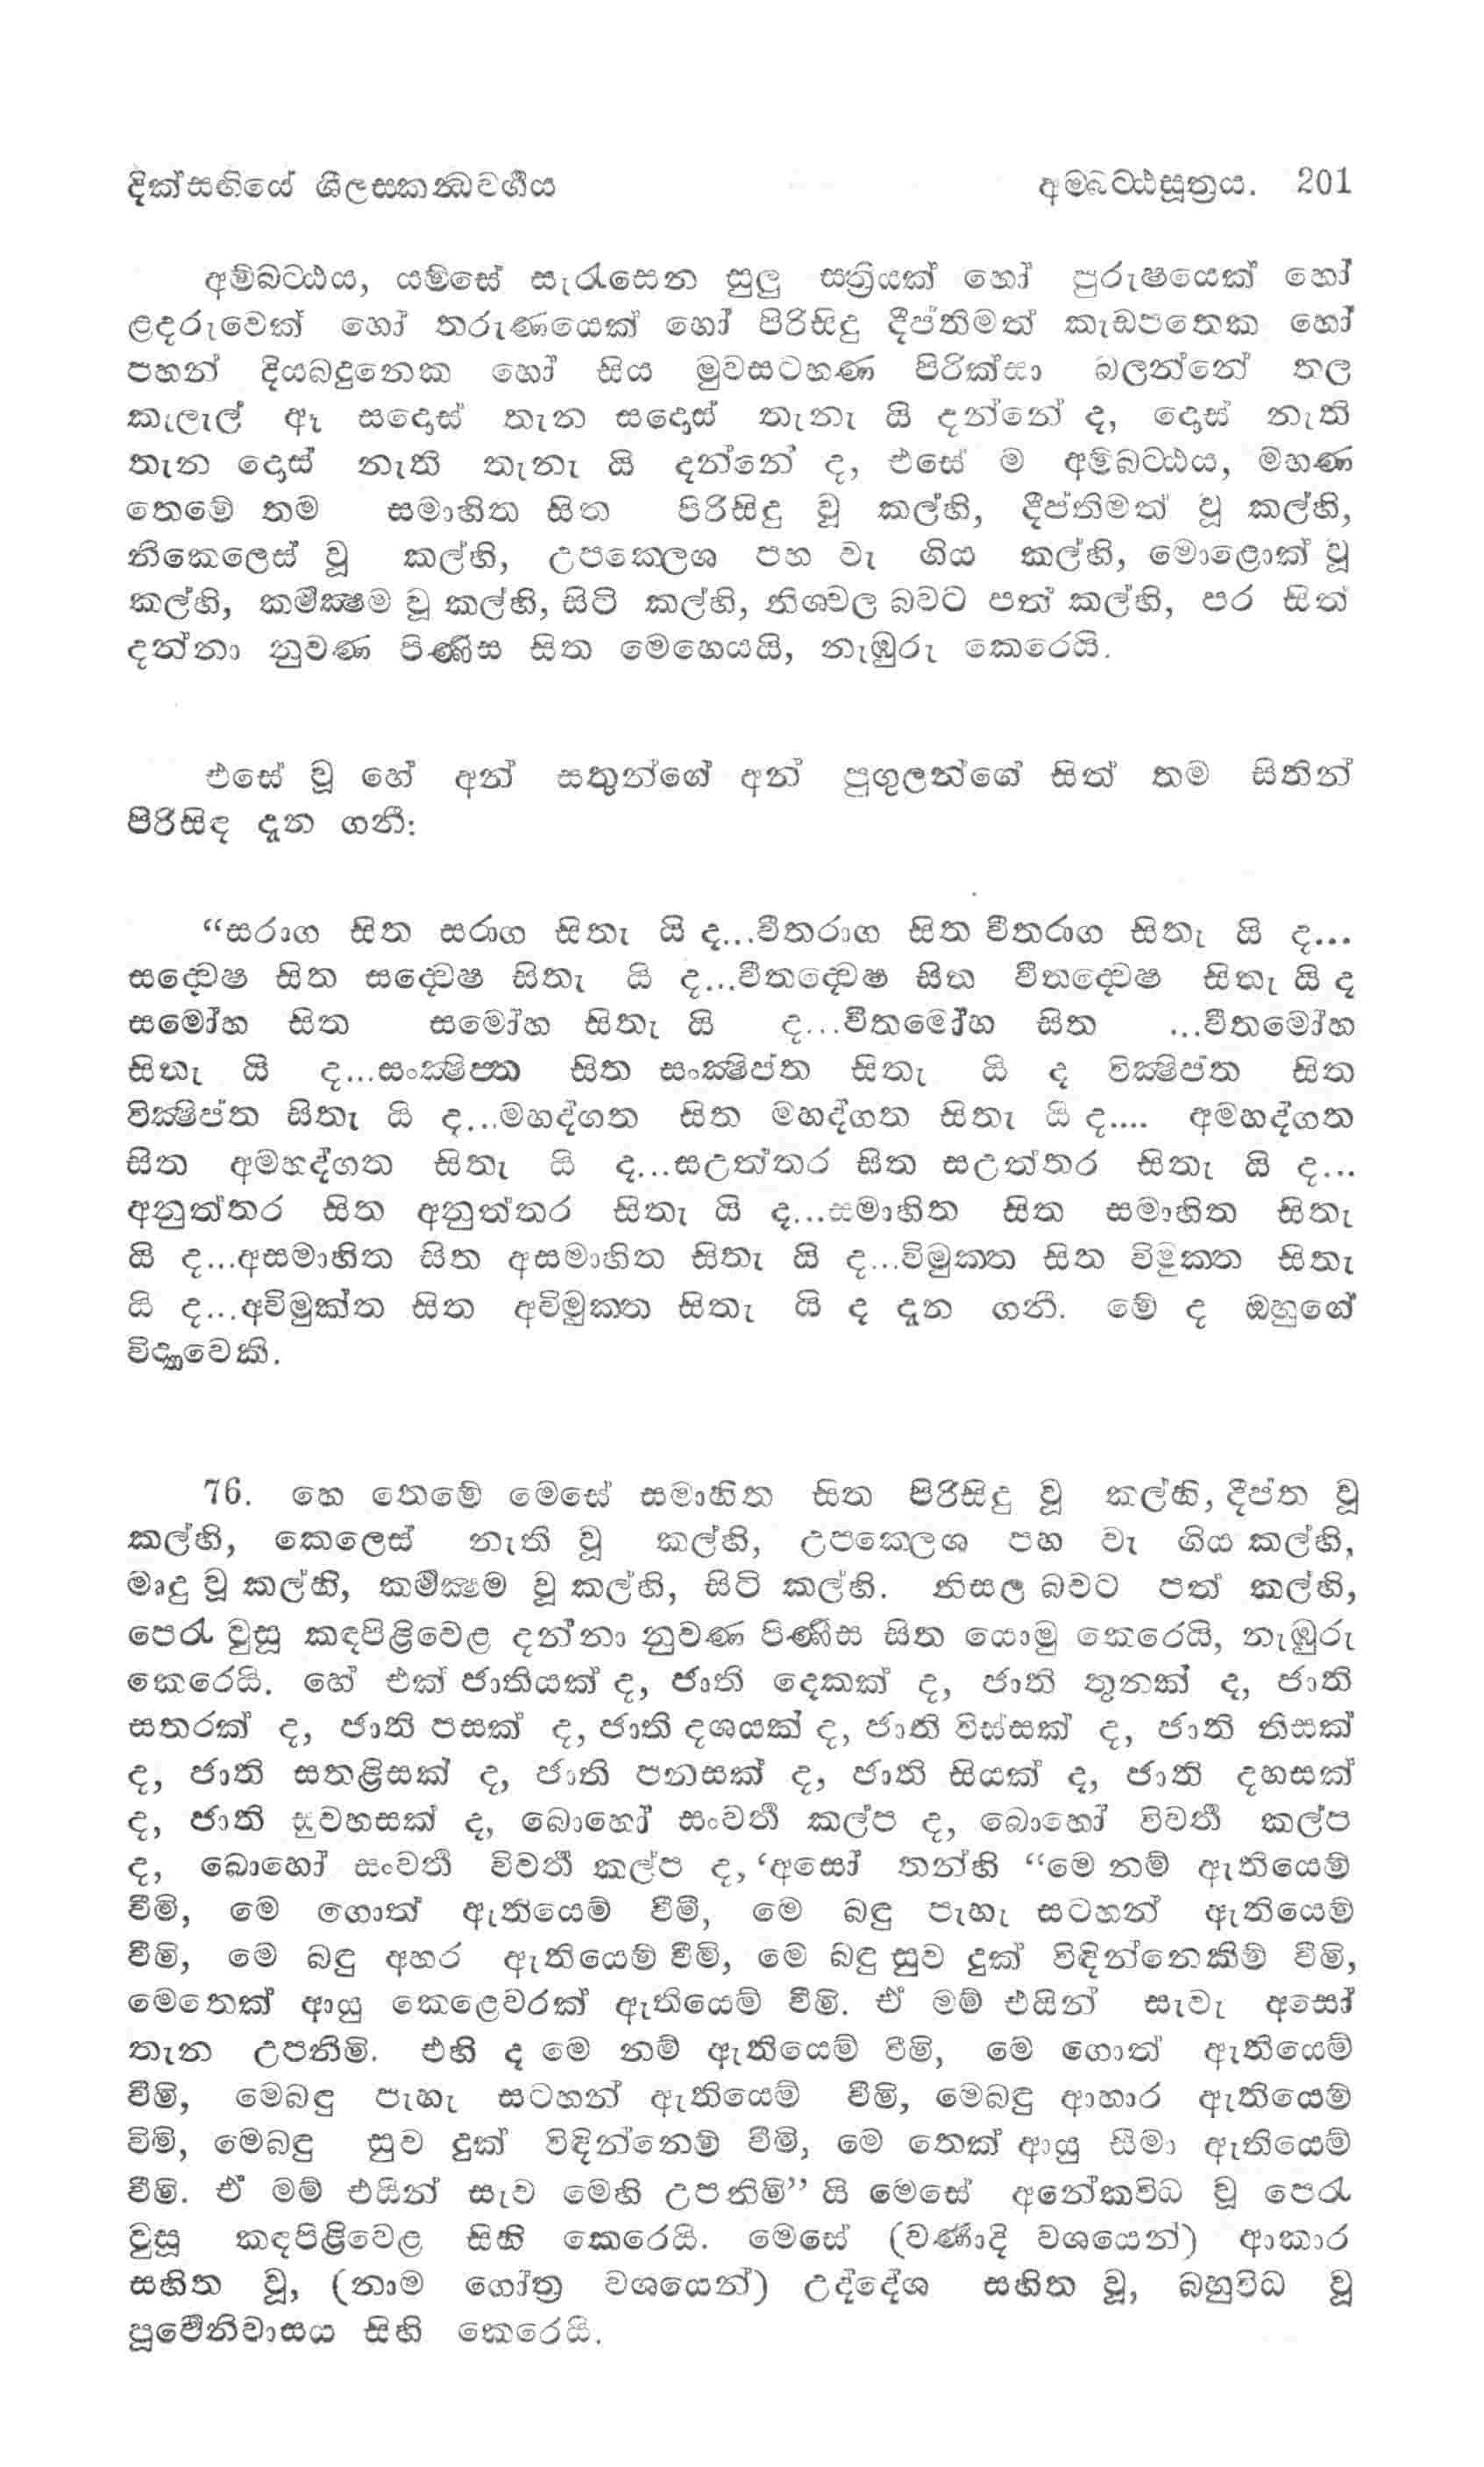 දික්සඟියේ ශීලස්කන්ධවර්ගය
අම්බට්ඨසූත්‍රය. 201
අම්බට්ඨය, යම්සේ සැරැසෙන සුලු ස්ත්‍රියක් හෝ පුරුෂයෙක් හෝ
ළදරුවෙක් හෝ තරුණයෙක් හෝ පිරිසිදු දීප්තිමත් කැඩපතෙක හෝ
පහන් දියබඳුනෙක හෝ සිය මුවසටහණ පිරික්සා බලන්නේ තල
කැලැල් ඈ සදොස් තැන සදොස් තැනැ යි දන්නේ ද, දොස් නැති
තැන දොස් නැති තැනැ යි දන්නේ ද, එසේ ම අම්බට්ඨය, මහණ
තෙමේ තම සමාහිත සිත පිරිසිදු වූ කල්හි, දීප්තිමත් වූ කල්හි,
නිකෙලෙස් වූ කල්හි, උපක්ලෙශ පහ වැ ගිය කල්හි, මොළොක් වූ
කල්හි, කර්මක්‍ෂම වූ කල්හි, සිටි කල්හි, නිශ්චල බවට පත් කල්හි, පර සිත්
දන්නා නුවණ පිණිස සිත මෙහෙයයි, නැඹුරු කෙරෙයි.
එසේ වූ හේ අන් සතුන්ගේ අන් පුගුලන්ගේ සිත් තම සිතින්
පිරිසිඳ දැන ගනී:
“සරාග සිත සරාග සිතැ යි ද...වීතරාග සිත වීතරාග සිතැ යි ද...
සද්වෙෂ සිත සද්වෙෂ සිතැ යි ද...වීතද්වෙෂ සිත වීතද්වෙෂ සිතැ යි ද
සමෝහ සිත සමෝහ සිතැ යි ද...වීතමෝහ සිත ...වීතමෝහ
සිතැ යි ද...සංක්‍ෂිප්ත සිත සංක්‍ෂිප්ත සිතැ යි ද වික්‍ෂිප්ත සිත
වික්‍ෂිප්ත සිතැ යි ද...මහද්ගත සිත මහද්ගත සිතැ යි ද.... අමහද්ගත
සිත අමහද්ගත සිතැ යි ද...සඋත්තර සිත සඋත්තර සිතැ යි ද...
අනුත්තර සිත අනුත්තර සිතැ යි ද...සමාහිත සිත සමාහිත සිතැ
යි ද...අසමාහිත සිත අසමාහිත සිතැ යි ද...විමුක්ත සිත විමුක්ත සිතැ
යි ද...අවිමුක්ත සිත අවිමුක්ත සිතැ යි ද දැන ගනී. මේ ද ඔහුගේ
විද්‍යාවෙකි.
76. හෙ තෙමේ මෙසේ සමාහිත සිත පිරිසිදු වූ කල්හි, දීප්ත වූ
කල්හි, කෙලෙස් නැති වූ කල්හි, උපක්ලෙශ පහ වැ ගිය කල්හි,
මෘදු වූ කල්හි, කර්මක්‍ෂම වූ කල්හි, සිටි කල්හි. නිසල බවට පත් කල්හි,
පෙරැ වුසූ කඳපිළිවෙළ දන්නා නුවණ පිණිස සිත යොමු කෙරෙයි, නැඹුරු
කෙරෙයි. හේ එක් ජාතියක් ද, ජාති දෙකක් ද, ජාති තුනක් ද, ජාති
සතරක් ද, ජාති පසක් ද, ජාති දශයක් ද, ජාති විස්සක් ද, ජාති තිසක්
ද, ජාති සතළිසක් ද, ජාති පනසක් ද, ජාති සියක් ද, ජාති දහසක්
ද, ජාති සුවහසක් ද, බොහෝ සංවර්ත කල්ප ද, බොහෝ විවර්ත කල්ප
ද, බොහෝ සංවර්ත විවර්ත කල්ප ද, ‘අසෝ තන්හි “මෙ නම් ඇතියෙම්
වීමි, මෙ ගොත් ඇතියෙම් වීමි, මෙ බඳු පැහැ සටහන් ඇතියෙම්
වීමි, මෙ බඳු අහර ඇතියෙම් වීමි, මෙ බඳු සුව දුක් විඳින්නෙකිම් වීමි,
මෙතෙක් ආයු කෙළෙවරක් ඇතියෙම් වීමි. ඒ මම් එයින් සැවැ අසෝ
තැන උපනිමි. එහි ද මෙ නම් ඇතියෙම් වීමි, මෙ ගොත් ඇතියෙම්
වීමි, මෙබඳු පැහැ සටහන් ඇතියෙම් වීමි, මෙබඳු ආහාර ඇතියෙම්
විමි, මෙබඳු සුව දුක් විඳින්නෙම් වීමි, මෙ තෙක් ආයු සීමා ඇතියෙම්
වීමි. ඒ මම් එයින් සැව මෙහි උපනිමි” යි මෙසේ අනේකවිධ වූ පෙරැ
වුසූ කඳපිළිවෙළ සිහි කෙරෙයි. මෙසේ (වර්ණාදි වශයෙන්) ආකාර
සහිත වූ, (නාම ගෝත්‍ර වශයෙන්) උද්දේශ සහිත වූ, බහුවිධ වූ
පූර්වේනිවාසය සිහි කෙරෙයි.